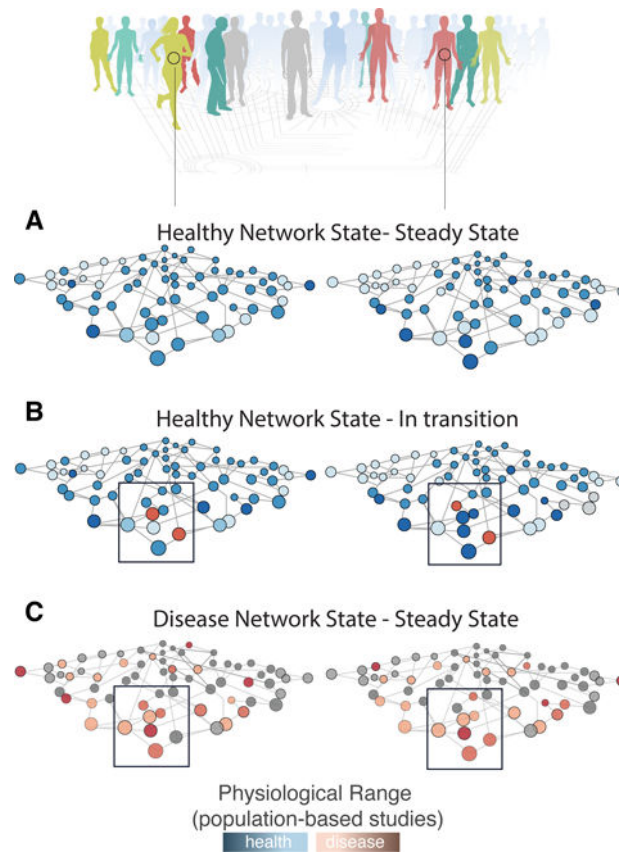 A
Healthy Network State- Steady State
B
Healthy Network State - In transition
C
Disease Network State - Steady State
Physiological Range
(population-based studies)
health disease